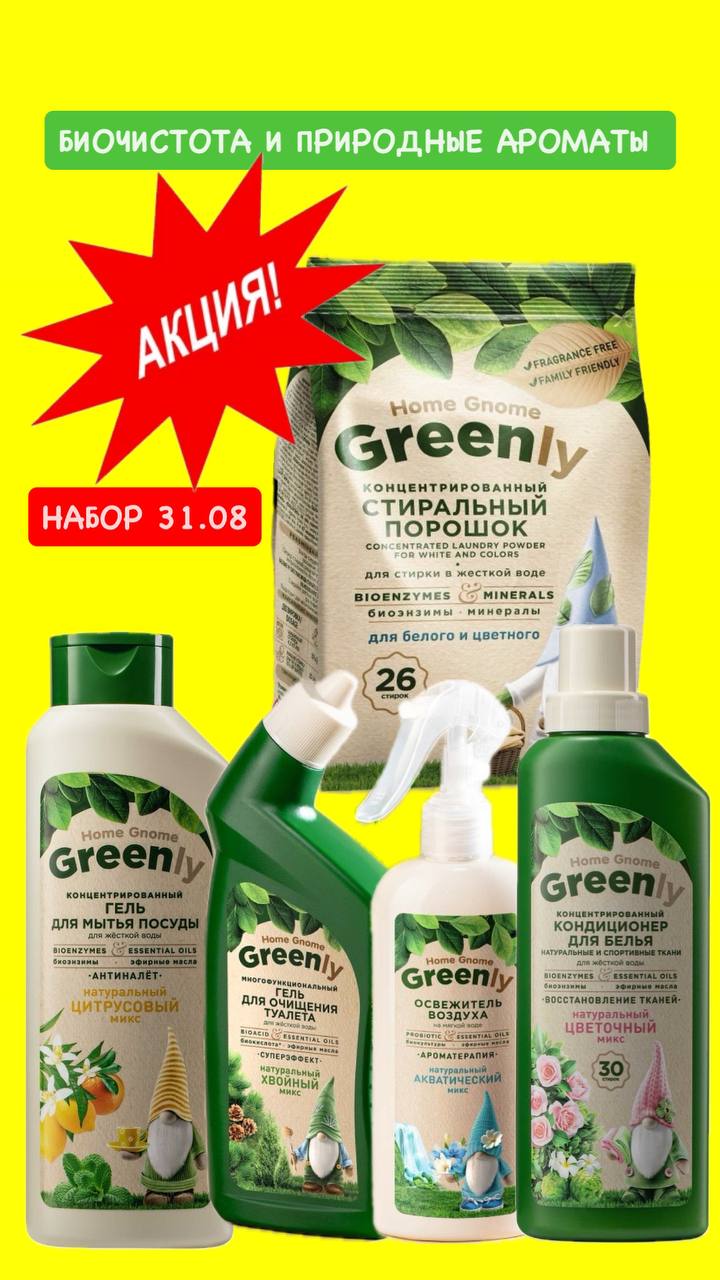 БИОЧИСТОТА И ПРИРОДНЫЕ АРОМАТЫ
АКЦИЯ!
НАБОР 31.08
FRAGRANCE FREE
FAMILY FRIENDLY
Home Gnome
Greenly
КОНЦЕНТРИРОВАННЫЙ
СТИРАЛЬНЫЙ
ПОРОШОК
CONCENTRATED LAUNDRY POWDER
FOR WHITE AND COLORS
для стирки в жесткой воде
BIOENZYMES & MINERALS
биоэнзимы · минералы
для белого и цветного
26
стирок
Home Gnome
Greenly
КОНЦЕНТРИРОВАННЫЙ
ГЕЛЬ
ДЛЯ МЫТЬЯ ПОСУДЫ
для жёсткой воды
BIOENZYMES & ESSENTIAL OILS
биоэнзимы · эфирные масла
·АНТИНАЛЁТ·
натуральный
ЦИТРУСОВЫЙ
микс
Home Gnome
Greenly
МНОГОФУНКЦИОНАЛЬНЫЙ
ГЕЛЬ
ДЛЯ ОЧИЩЕНИЯ
ТУАЛЕТА
для жёсткой воды
BIOACID & ESSENTIAL OILS
биокислота* · эфирные масла
·СУПЕРЭФФЕКТ·
натуральный
ХВОЙНЫЙ
микс
Home Gnome
Greenly
ОСВЕЖИТЕЛЬ
ВОЗДУХА
на мягкой воде
PROBIOTIC & ESSENTIAL OILS
биокультуры · эфирные масла
·АРОМАТЕРАПИЯ·
натуральный
АКВАТИЧЕСКИЙ
микс
Home Gnome
Greenly
КОНЦЕНТРИРОВАННЫЙ
КОНДИЦИОНЕР
ДЛЯ БЕЛЬЯ
НАТУРАЛЬНЫЕ И СПОРТИВНЫЕ ТКАНИ
для жёсткой воды
BIOENZYMES & ESSENTIAL OILS
биоэнзимы · эфирные масла
·ВОССТАНОВЛЕНИЕ ТКАНЕЙ·
натуральный
ЦВЕТОЧНЫЙ
микс
30
стирок